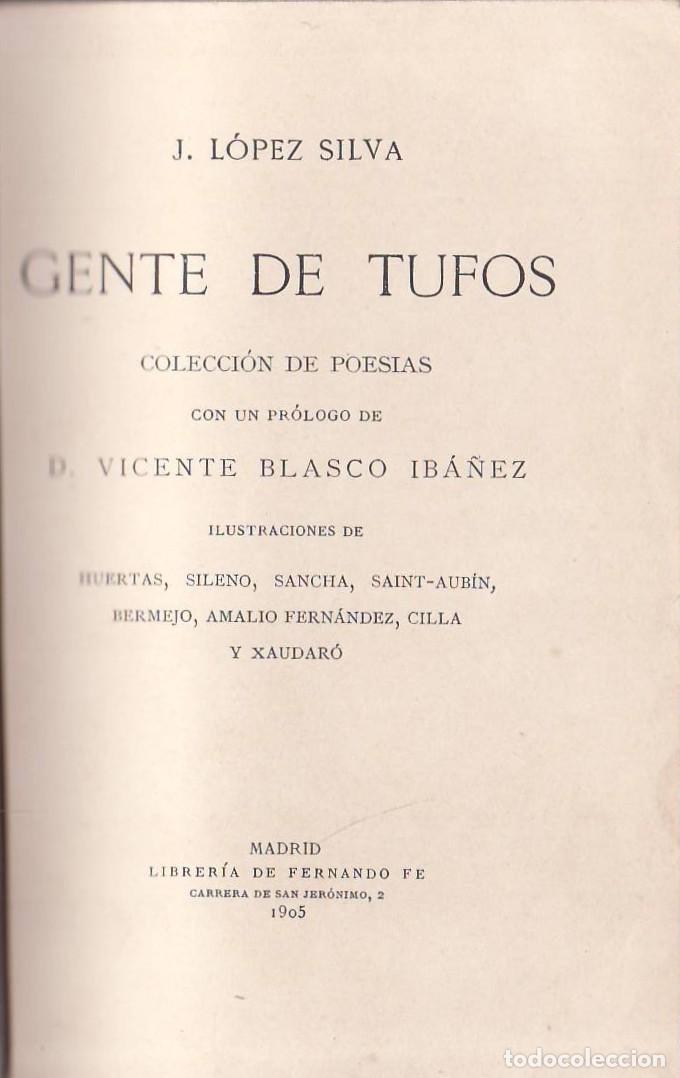 J. LÓPEZ SILVA
GENTE DE TUFOS
COLECCIÓN DE POESIAS
CON UN PRÓLOGO DE
D. VICENTE BLASCO IBÁÑEZ
ILUSTRACIONES DE
HUERTAS, SILENO, SANCHA, SAINT-AUBÍN,
BERMEJO, AMALIO FERNÁNDEZ, CILLA
Y XAUDARÓ
MADRID
LIBRERÍA DE FERNANDO FE
CARRERA DE SAN JERÓNIMO, 2
1905
todocoleccion